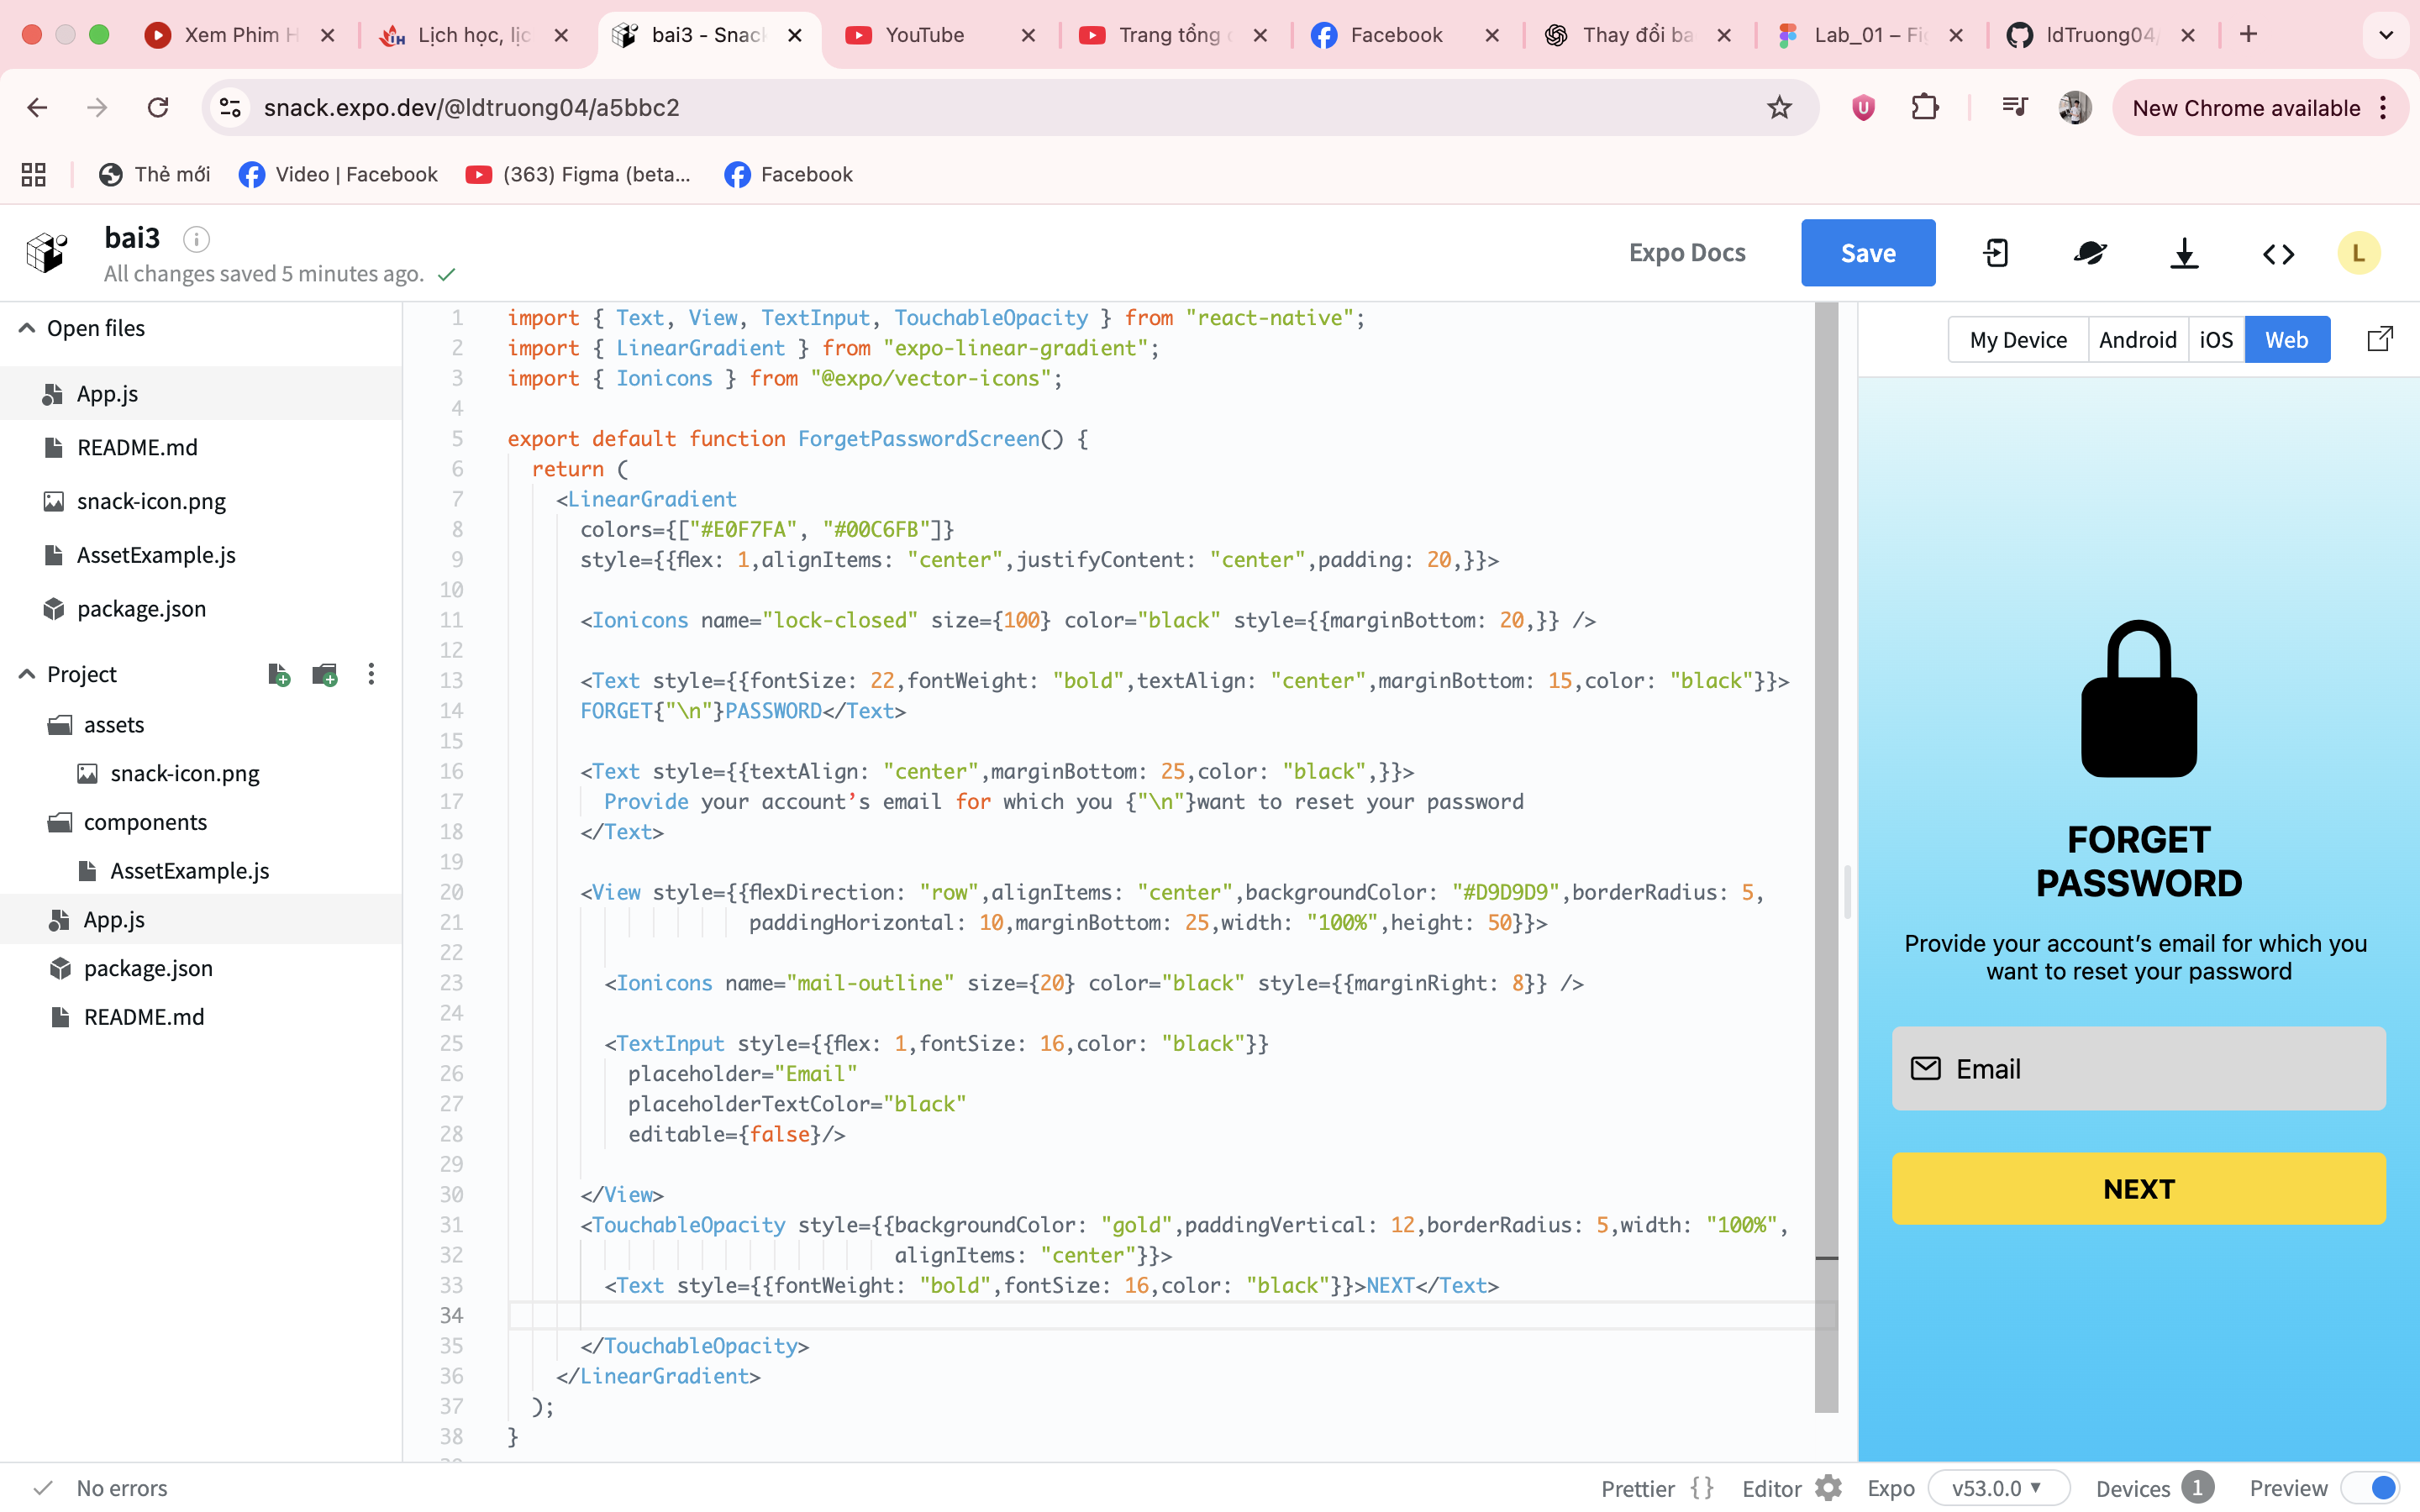 Xem Phim H
Lịch học, lịc
bai3 - Snac
YouTube
Trang tổng
Facebook
Thay đổi ba
Lab_01 – Fi
ldTruong04
snack.expo.dev/@ldtruong04/a5bbc2
New Chrome available
Thẻ mới
Video | Facebook
(363) Figma (beta...
Facebook
bai3
All changes saved 5 minutes ago.
Expo Docs
Save
L
Open files
App.js
README.md
snack-icon.png
AssetExample.js
package.json
Project
assets
snack-icon.png
components
AssetExample.js
App.js
package.json
README.md
1 import { Text, View, TextInput, TouchableOpacity } from "react-native";
2 import { LinearGradient } from "expo-linear-gradient";
3 import { Ionicons } from "@expo/vector-icons";
4
5 export default function ForgetPasswordScreen() {
6 return (
7 <LinearGradient
8 colors={["#E0F7FA", "#00C6FB"]}
9 style={{flex: 1,alignItems: "center",justifyContent: "center",padding: 20,}}>
10
11 <Ionicons name="lock-closed" size={100} color="black" style={{marginBottom: 20,}} />
12
13 <Text style={{fontSize: 22,fontWeight: "bold",textAlign: "center",marginBottom: 15,color: "black"}}>
14 FORGET{"\n"}PASSWORD</Text>
15
16 <Text style={{textAlign: "center",marginBottom: 25,color: "black",}}>
17 Provide your account’s email for which you {"\n"}want to reset your password
18 </Text>
19
20 <View style={{flexDirection: "row",alignItems: "center",backgroundColor: "#D9D9D9",borderRadius: 5,
21 paddingHorizontal: 10,marginBottom: 25,width: "100%",height: 50}}>
22
23 <Ionicons name="mail-outline" size={20} color="black" style={{marginRight: 8}} />
24
25 <TextInput style={{flex: 1,fontSize: 16,color: "black"}}
26 placeholder="Email"
27 placeholderTextColor="black"
28 editable={false}/>
29
30 </View>
31 <TouchableOpacity style={{backgroundColor: "gold",paddingVertical: 12,borderRadius: 5,width: "100%",
32 alignItems: "center"}}>
33 <Text style={{fontWeight: "bold",fontSize: 16,color: "black"}}>NEXT</Text>
34
35 </TouchableOpacity>
36 </LinearGradient>
37 );
38 }
My Device
Android
iOS
Web
FORGET
PASSWORD
Provide your account’s email for which you
want to reset your password
Email
NEXT
No errors
Prettier {}
Editor
Expo
v53.0.0
Devices
1
Preview